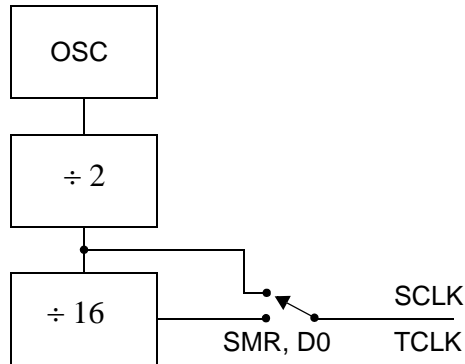 OSC
÷ 2
÷ 16
SCLK
SMR, D0 TCLK